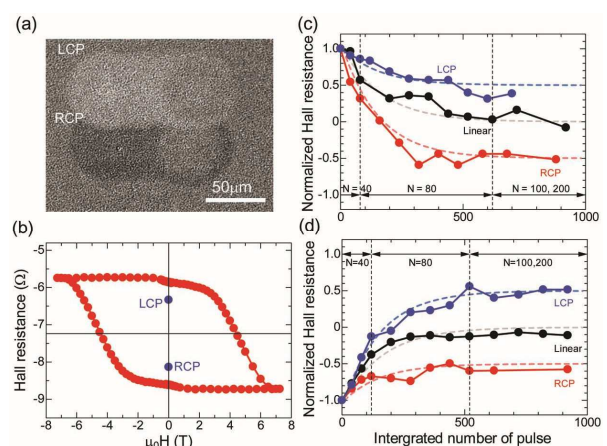 (a)
LCP
RCP
50μm
(b)
Hall resistance (Ω)
-5
-6
-7
-8
-9
LCP
RCP
-8 -6 -4 -2 0 2 4 6 8
μ0H (T)
(c)
Normalized Hall resistance
1.0
0.5
0
-0.5
-1.0
LCP
Linear
RCP
N = 40
N = 80
N = 100, 200
0 500 1000
(d)
Normalized Hall resistance
1.0
0.5
0.0
-0.5
-1.0
N=40
N=80
N=100,200
LCP
Linear
RCP
0 500 1000
Intergrated number of pulse